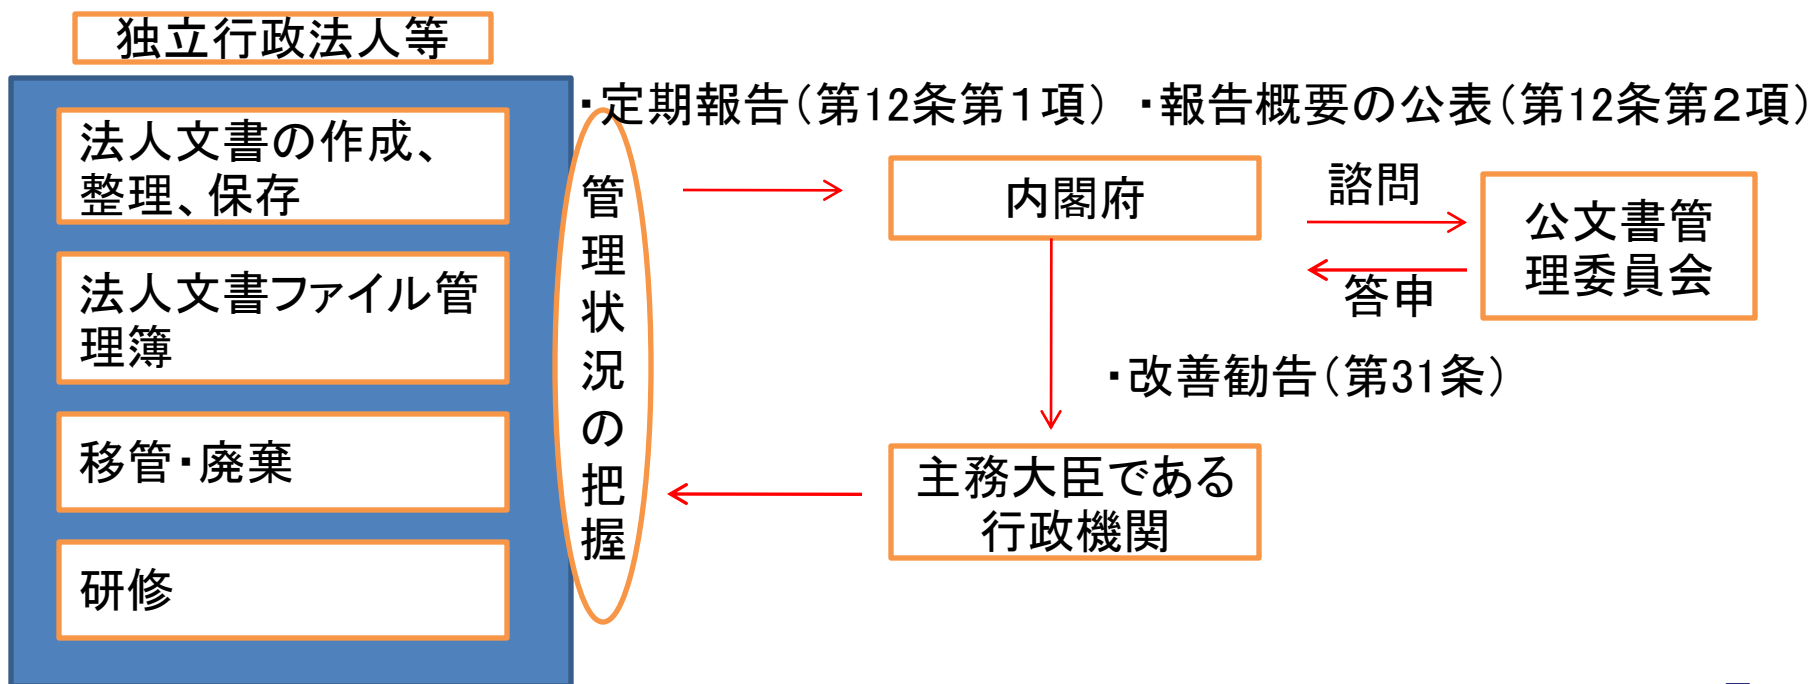 独立行政法人等
法人文書の作成、
整理、保存
法人文書ファイル管
理簿
移管・廃棄
研修
管理状況の把握
・定期報告(第12条第1項) ・報告概要の公表(第12条第2項)
内閣府
諮問
答申
公文書管
理委員会
・改善勧告(第31条)
主務大臣である
行政機関